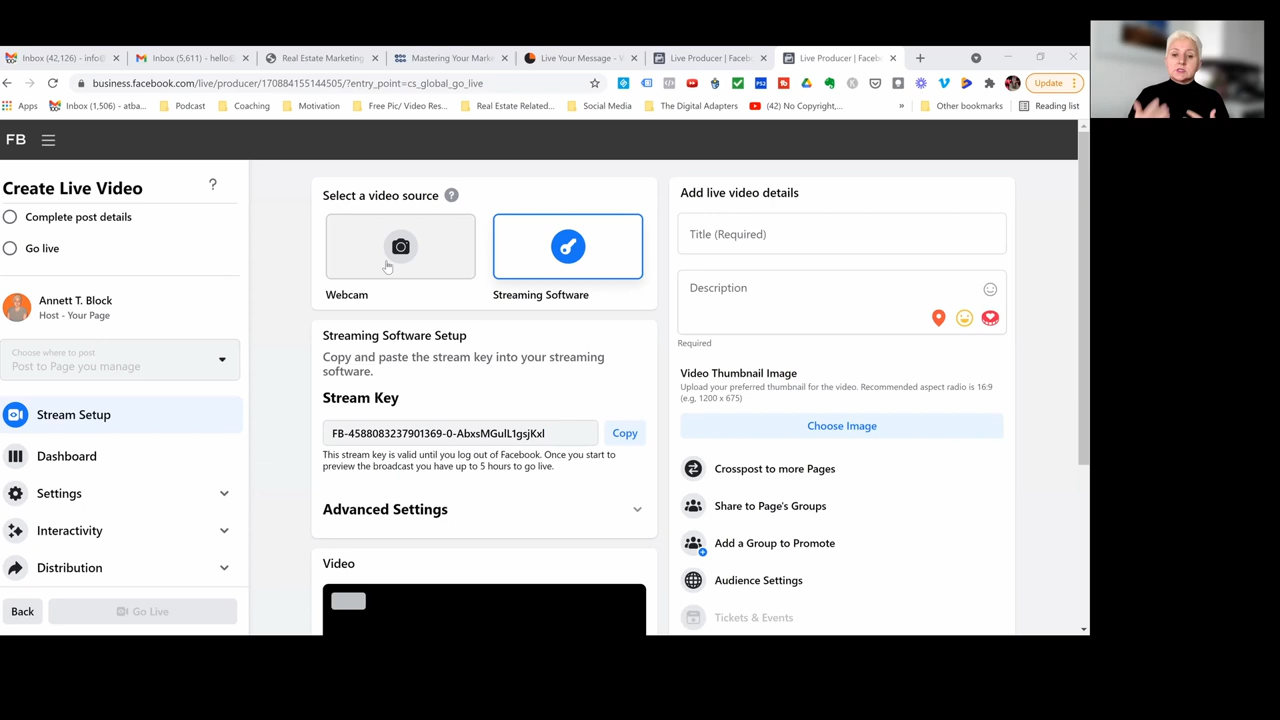 Inbox (42,126) - info@
Inbox (5,611) - hello@
Real Estate Marketing
Mastering Your Market
Live Your Message - V
Live Producer | Faceb
Live Producer | Faceb
business.facebook.com/live/producer/170884155144505/?entry_point=cs_global_go_live
Update
Apps
Inbox (1,506) - atba...
Podcast
Coaching
Motivation
Free Pic/ Video Res...
Real Estate Related...
Social Media
The Digital Adapters
(42) No Copyright,...
»
Other bookmarks
Reading list
FB
Create Live Video
?
Complete post details
Go live
Annett T. Block
Host - Your Page
Choose where to post
Post to Page you manage
Stream Setup
Dashboard
Settings
Interactivity
Distribution
Back
Go Live
Select a video source ?
Webcam
Streaming Software
Streaming Software Setup
Copy and paste the stream key into your streaming
software.
Stream Key
FB-4588083237901369-0-AbxsMGulL1gsjKxl
Copy
This stream key is valid until you log out of Facebook. Once you start to
preview the broadcast you have up to 5 hours to go live.
Advanced Settings
Video
Add live video details
Title (Required)
Description
Required
Video Thumbnail Image
Upload your preferred thumbnail for the video. Recommended aspect radio is 16:9
(e.g, 1200 x 675)
Choose Image
Crosspost to more Pages
Share to Page's Groups
Add a Group to Promote
Audience Settings
Tickets & Events